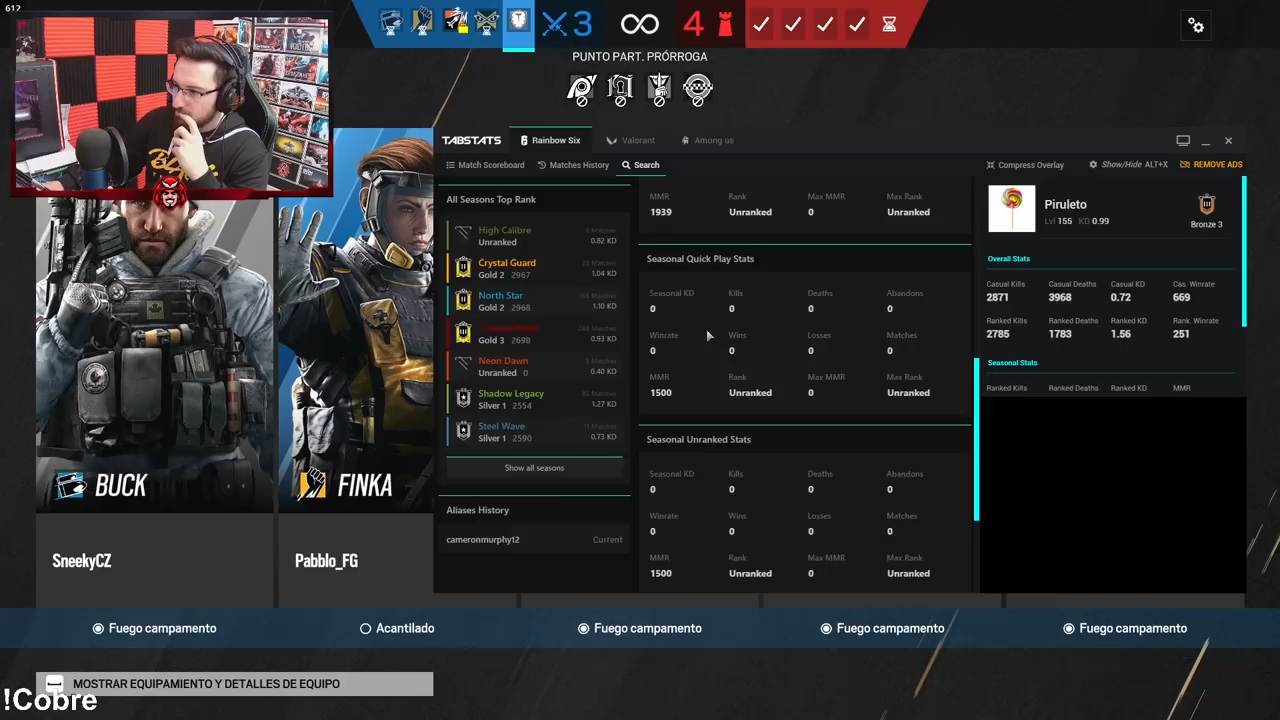 612
3
4
PUNTO PART. PRÓRROGA
TABSTATS
Rainbow Six
Valorant
Among us
Match Scoreboard
Matches History
Search
Compress Overlay
Show/Hide ALT+X
REMOVE ADS
All Seasons Top Rank
High Calibre
Unranked
0.82 KD
Crystal Guard
Gold 2 2967
1.04 KD
North Star
Gold 2 2968
1.10 KD
Gold 3 2698
0.93 KD
Neon Dawn
Unranked 0
0.40 KD
Shadow Legacy
Silver 1 2554
1.27 KD
Steel Wave
Silver 1 2590
0.73 KD
Show all seasons
Aliases History
cameronmurphy12 Current
MMR Rank Max MMR Max Rank
1939 Unranked 0 Unranked
Seasonal Quick Play Stats
Seasonal KD Kills Deaths Abandons
0 0 0 0
Winrate Wins Losses Matches
0 0 0 0
MMR Rank Max MMR Max Rank
1500 Unranked 0 Unranked
Seasonal Unranked Stats
Seasonal KD Kills Deaths Abandons
0 0 0 0
Winrate Wins Losses Matches
0 0 0 0
MMR Rank Max MMR Max Rank
1500 Unranked 0 Unranked
Piruleto
Lvl 155 KD 0.99
Bronze 3
Overall Stats
Casual Kills Casual Deaths Casual KD Cas. Winrate
2871 3968 0.72 669
Ranked Kills Ranked Deaths Ranked KD Rank. Winrate
2785 1783 1.56 251
Seasonal Stats
Ranked Kills Ranked Deaths Ranked KD MMR
BUCK
FINKA
SneekyCZ
Pabblo_FG
Fuego campamento
Acantilado
Fuego campamento
Fuego campamento
Fuego campamento
MOSTRAR EQUIPAMIENTO Y DETALLES DE EQUIPO
!Cobre